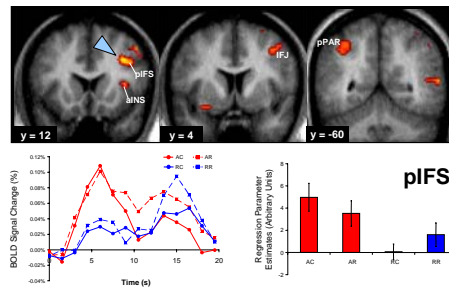 pIFS
aINS
y = 12
IFJ
y = 4
pPAR
y = -60
BOLD Signal Change (%)
0.12%
0.10%
0.08%
0.06%
0.04%
0.02%
0.00%
-0.02%
-0.04%
0 5 10 15 20
Time (s)
AC AR
RC RR
pIFS
Regression Parameter
Estimates (Arbitrary Units)
8
6
4
2
0
-2
AC AR RC RR